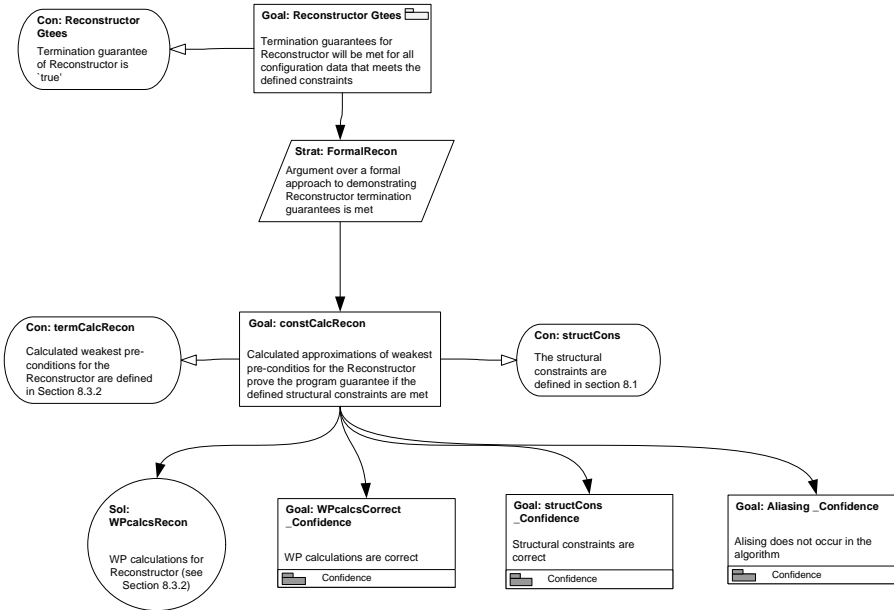 Con: Reconstructor
Gtees
Termination guarantee
of Reconstructor is
`true'
Goal: Reconstructor Gtees
Termination guarantees for
Reconstructor will be met for all
configuration data that meets the
defined constraints
Strat: FormalRecon
Argument over a formal
approach to demonstrating
Reconstructor termination
guarantees is met
Con: termCalcRecon
Calculated weakest pre-
conditions for the
Reconstructor are defined
in Section 8.3.2
Goal: constCalcRecon
Calculated approximations of weakest
pre-conditios for the Reconstructor
prove the program guarantee if the
defined structural constraints are met
Con: structCons
The structural
constraints are
defined in section 8.1
Sol:
WPcalcsRecon
WP calculations for
Reconstructor (see
Section 8.3.2)
Goal: WPcalcsCorrect
_Confidence
WP calculations are correct
Confidence
Goal: structCons
_Confidence
Structural constraints are
correct
Confidence
Goal: Aliasing _Confidence
Alising does not occur in the
algorithm
Confidence